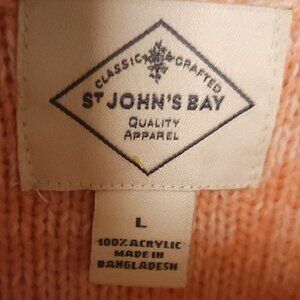 CLASSIC CRAFTED
ST JOHN'S BAY
QUALITY
APPAREL
L
100% ACRYLIC
MADE IN
BANGLADESH